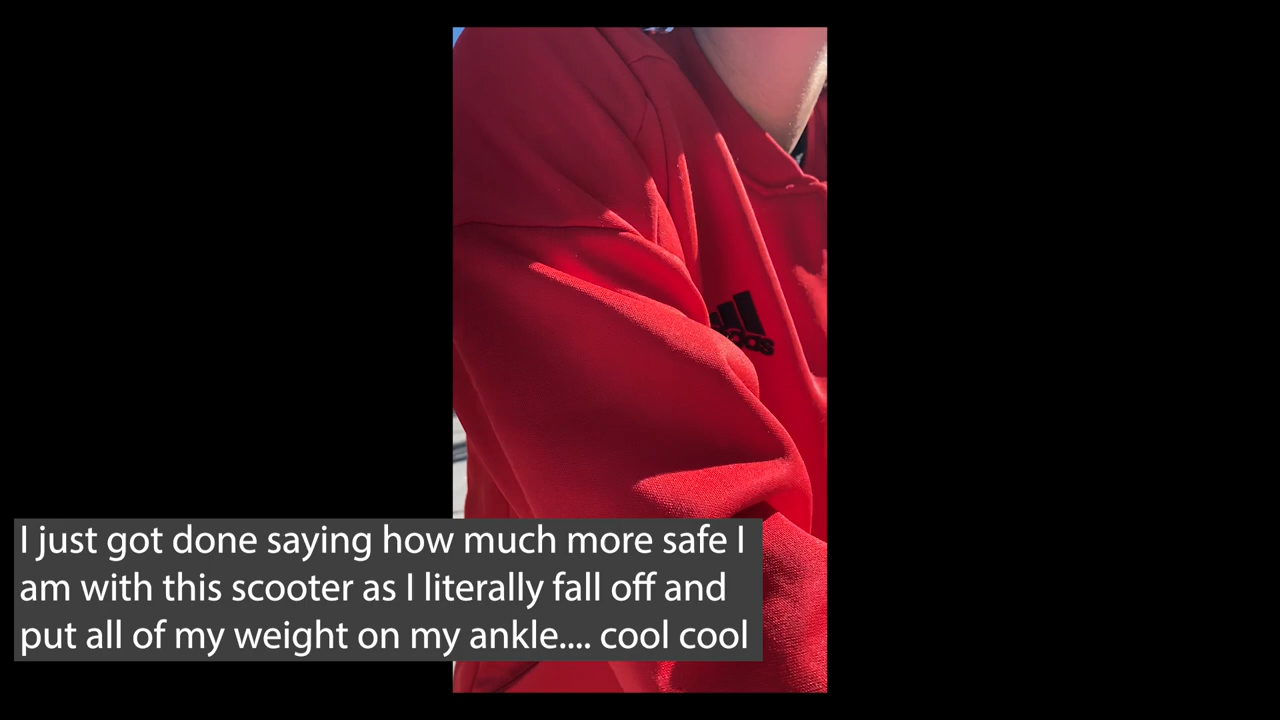 adidas
I just got done saying how much more safe I
am with this scooter as I literally fall off and
put all of my weight on my ankle.... cool cool